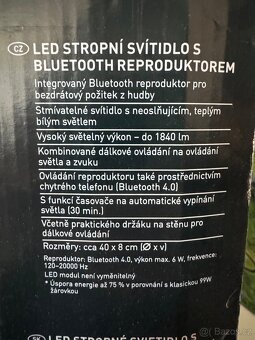 CZ LED STROPNÍ SVÍTIDLO S
BLUETOOTH REPRODUKTOREM
Integrovaný Bluetooth reproduktor pro
bezdrátový požitek z hudby
Stmívatelné svítidlo s neoslňujícím, teplým
bílým světlem
Vysoký světelný výkon – do 1840 lm
Kombinované dálkové ovládání na ovládání
světla a zvuku
Ovládání reproduktoru také prostřednictvím
chytrého telefonu (Bluetooth 4.0)
S funkcí časovače na automatické vypínání
světla (30 min.)
Včetně praktického držáku na stěnu pro
dálkové ovládání
Rozměry: cca 40 x 8 cm (Ø x v)
Reproduktor: Bluetooth 4.0, výkon max. 6 W, frekvence:
120–20000 Hz
LED modul není vyměnitelný
* Úspora energie až 75 % v porovnání s klasickou 99W
žárovkou
SK LED STROPNÉ SVIETIDLO S